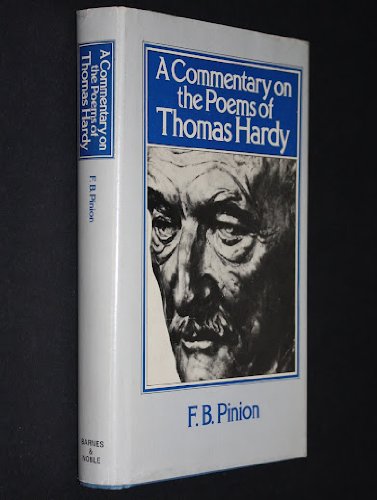 A Commentary on
the Poems of
Thomas Hardy
F. B. Pinion
A Commentary on
the Poems of
Thomas Hardy
F. B. Pinion
BARNES
&
NOBLE